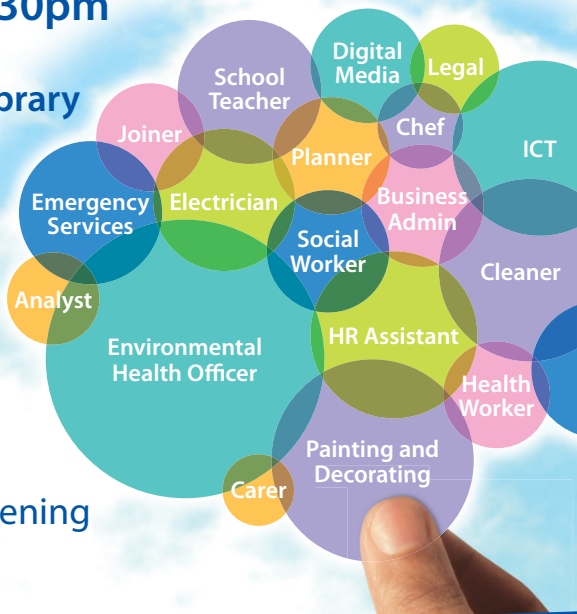 30pm
brary
Digital
Media
Legal
School
Teacher
Chef
Joiner
Planner
ICT
Emergency
Services
Electrician
Business
Admin
Social
Worker
Cleaner
Analyst
HR Assistant
Environmental
Health Officer
Health
Worker
Painting and
Decorating
Carer
ening